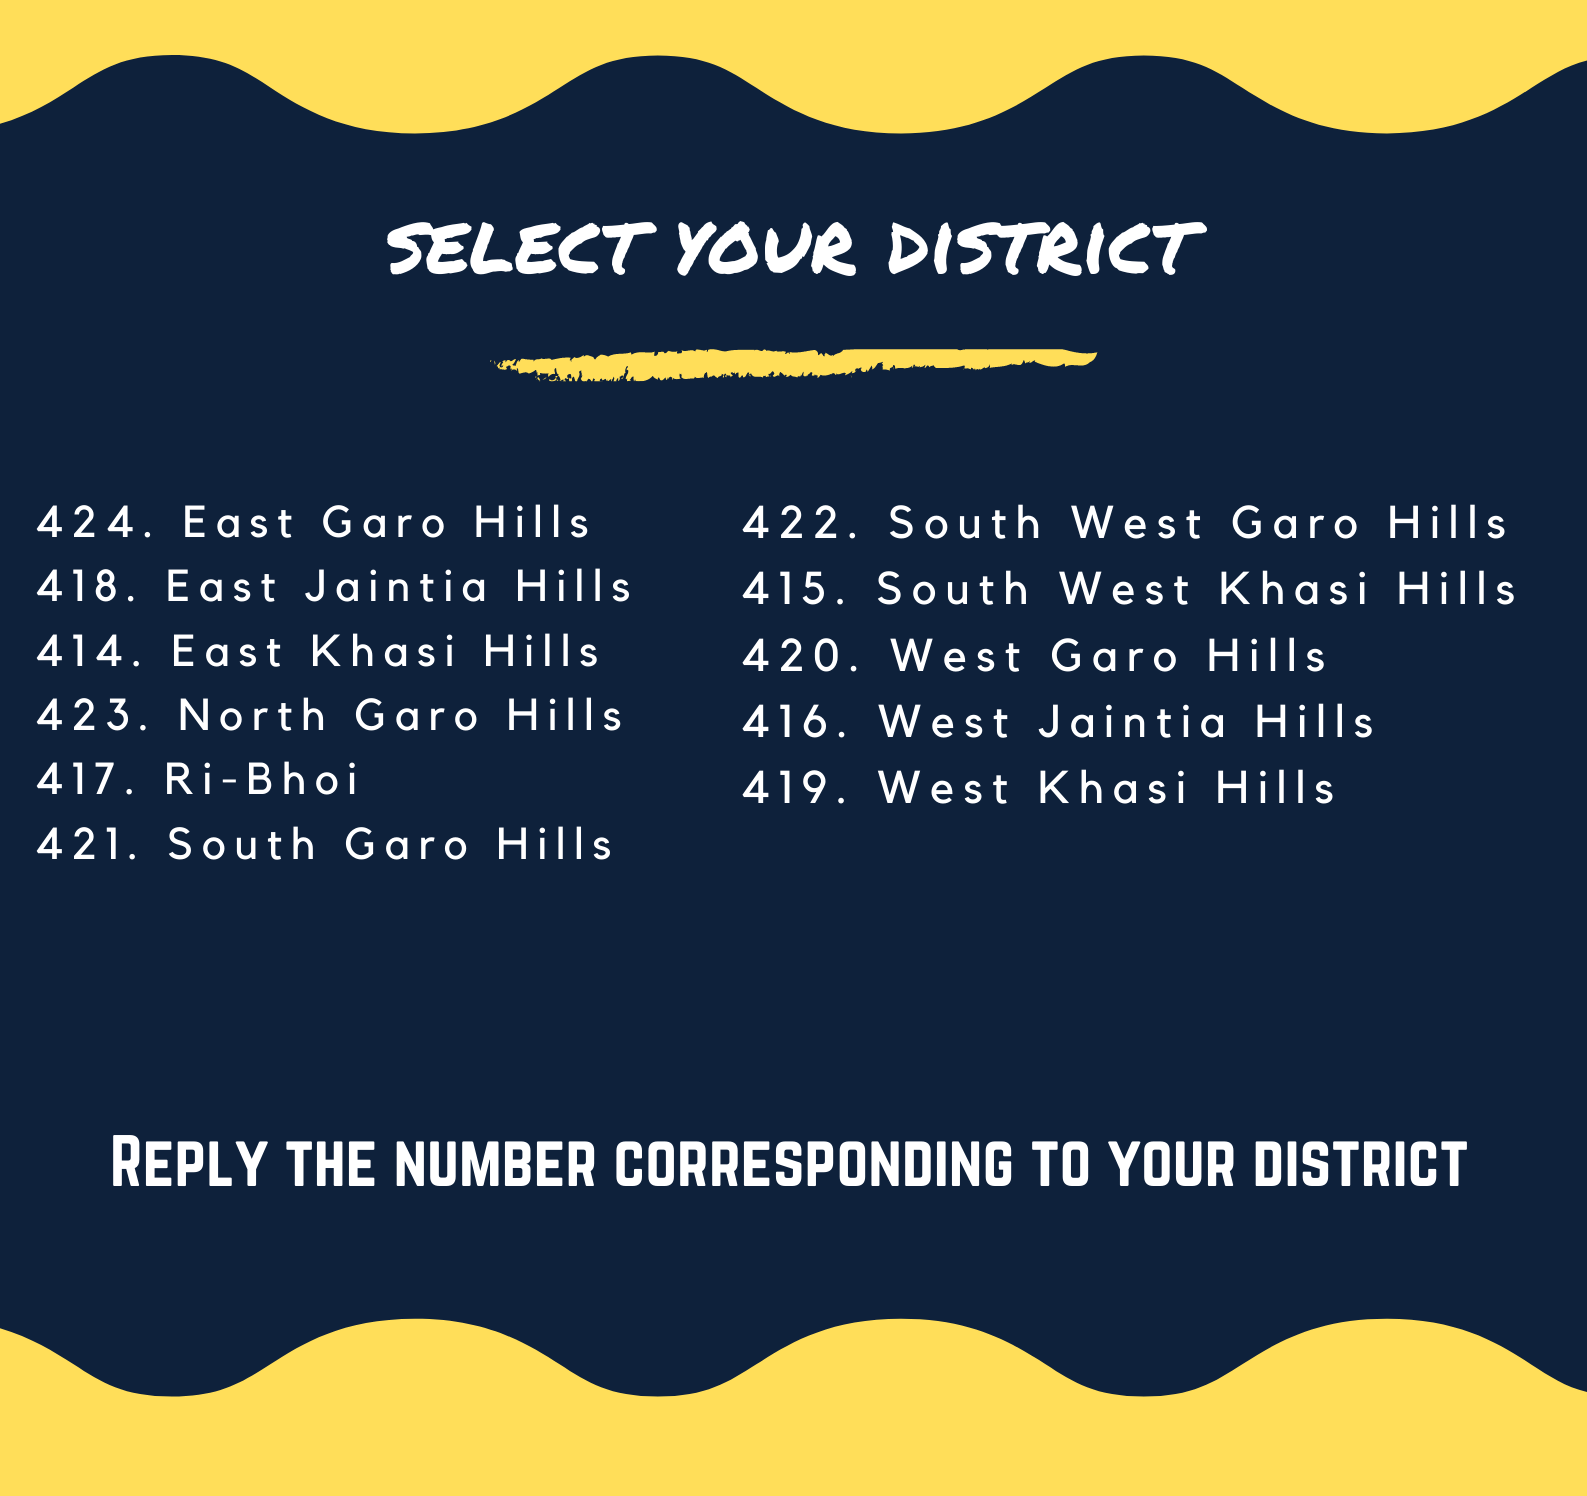 SELECT YOUR DISTRICT
424. East Garo Hills
418. East Jaintia Hills
414. East Khasi Hills
423. North Garo Hills
417. Ri-Bhoi
421. South Garo Hills
422. South West Garo Hills
415. South West Khasi Hills
420. West Garo Hills
416. West Jaintia Hills
419. West Khasi Hills
REPLY THE NUMBER CORRESPONDING TO YOUR DISTRICT